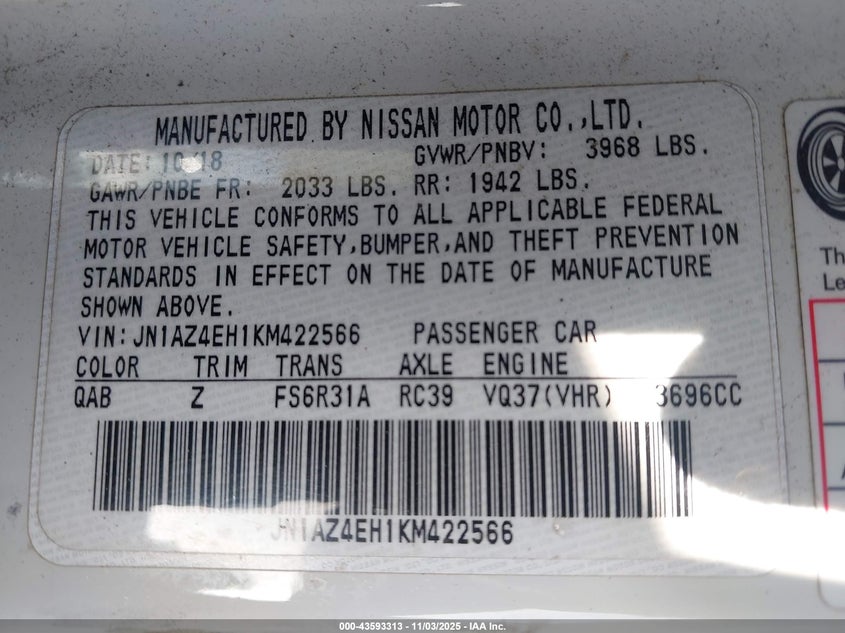 MANUFACTURED BY NISSAN MOTOR CO.,LTD.
DATE: 10/18 GVWR/PNBV: 3968 LBS.
GAWR/PNBE FR: 2033 LBS. RR: 1942 LBS.
THIS VEHICLE CONFORMS TO ALL APPLICABLE FEDERAL
MOTOR VEHICLE SAFETY,BUMPER,AND THEFT PREVENTION
STANDARDS IN EFFECT ON THE DATE OF MANUFACTURE
SHOWN ABOVE.
VIN:JN1AZ4EH1KM422566 PASSENGER CAR
COLOR TRIM TRANS AXLE ENGINE
QAB Z FS6R31A RC39 VQ37(VHR) 3696CC
JN1AZ4EH1KM422566
000-43593313 - 11/03/2025 - IAA Inc.